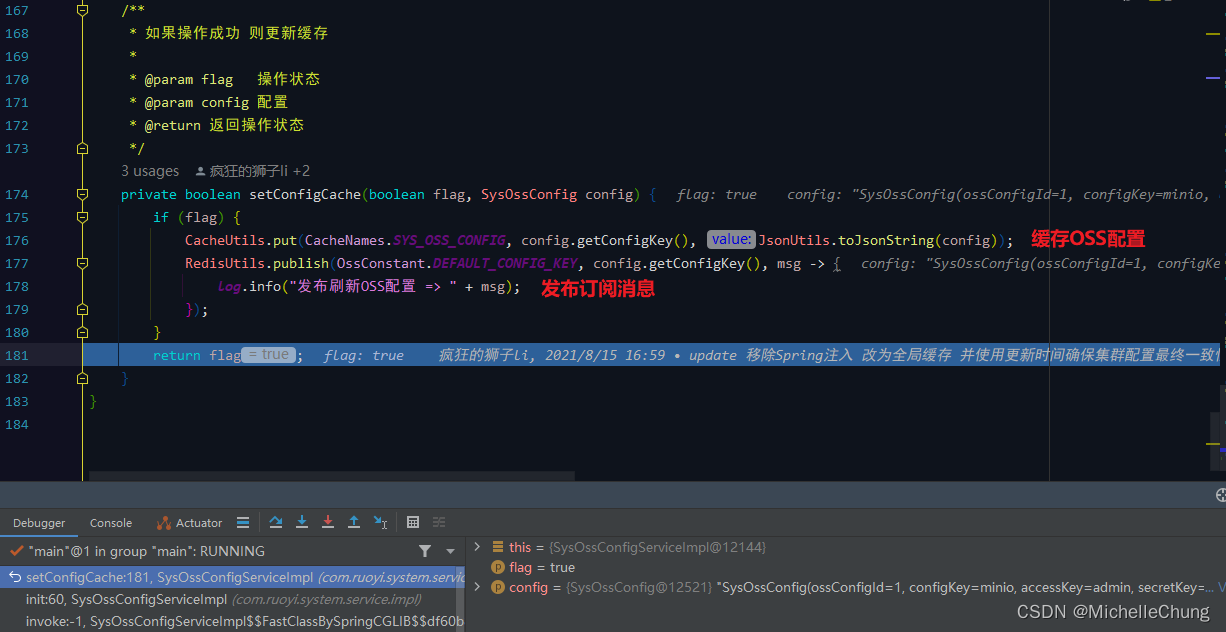 167 /**
168 * 如果操作成功 则更新缓存
169 *
170 * @param flag 操作状态
171 * @param config 配置
172 * @return 返回操作状态
173 */
3 usages 疯狂的狮子li +2
174 private boolean setConfigCache(boolean flag, SysOssConfig config) { flag: true config: "SysOssConfig(ossConfigId=1, configKey=minio,
175 if (flag) {
176 CacheUtils.put(CacheNames.SYS_OSS_CONFIG, config.getConfigKey(), value: JsonUtils.toJsonString(config)); 缓存OSS配置
177 RedisUtils.publish(OssConstant.DEFAULT_CONFIG_KEY, config.getConfigKey(), msg -> { config: "SysOssConfig(ossConfigId=1, configKe
178 log.info("发布刷新OSS配置 => " + msg); 发布订阅消息
179 });
180 }
181 return flag = true ; flag: true 疯狂的狮子li, 2021/8/15 16:59 • update 移除Spring注入 改为全局缓存 并使用更新时间确保集群配置最终一致
182 }
183 }
184
Debugger Console Actuator
"main"@1 in group "main": RUNNING
setConfigCache:181, SysOssConfigServiceImpl (com.ruoyi.system.servic
init:60, SysOssConfigServiceImpl (com.ruoyi.system.service.impl)
invoke:-1, SysOssConfigServiceImpl$$FastClassBySpringCGLIB$$df60b
this = {SysOssConfigServiceImpl@12144}
flag = true
config = {SysOssConfig@12521} "SysOssConfig(ossConfigId=1, configKey=minio, accessKey=admin, secretKey=... V
CSDN @MichelleChung